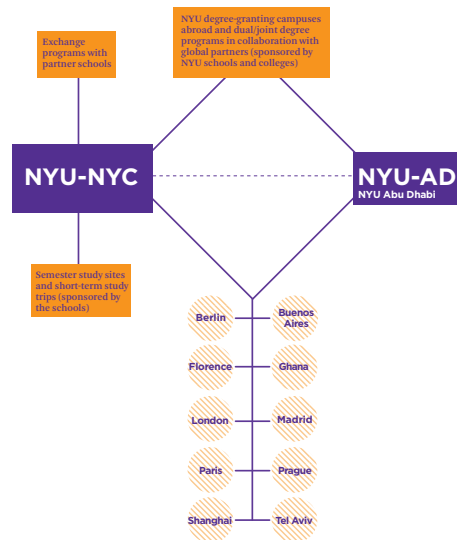 Exchange
programs with
partner schools
NYU degree-granting campuses
abroad and dual/joint degree
programs in collaboration with
global partners (sponsored by
NYU schools and colleges)
NYU-NYC
NYU-AD
NYU Abu Dhabi
Semester study sites
and short-term study
trips (sponsored by
the schools)
Berlin
Buenos
Aires
Florence
Ghana
London
Madrid
Paris
Prague
Shanghai
Tel Aviv